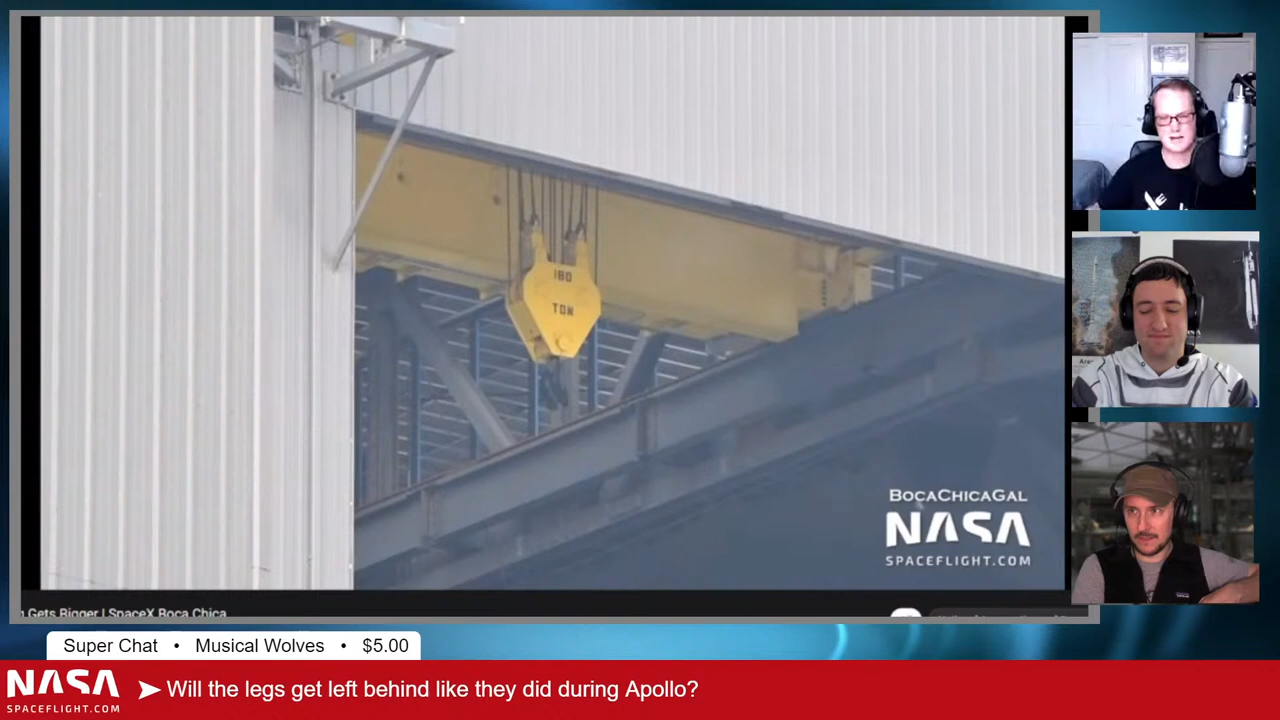 180
TON
BOCACHICAGAL
NASA
SPACEFLIGHT.COM
Gets Bigger | SpaceX Boca Chica
Super Chat • Musical Wolves • $5.00
NASA
SPACEFLIGHT.COM
Will the legs get left behind like they did during Apollo?